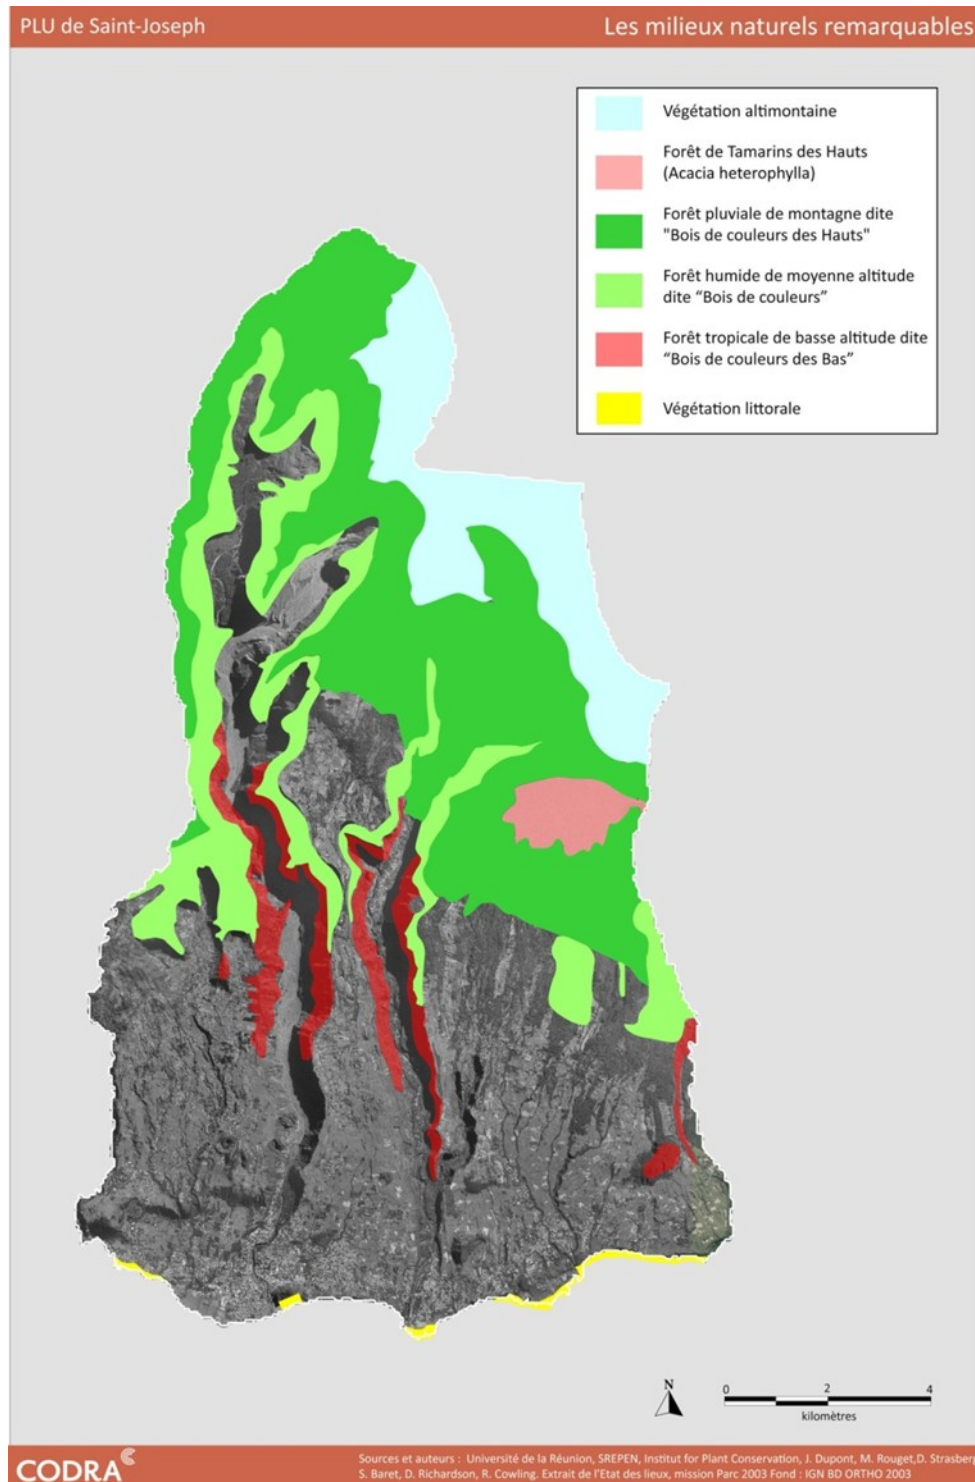 PLU de Saint-Joseph
Les milieux naturels remarquables
Végétation altimontaine
Forêt de Tamarins des Hauts
(Acacia heterophylla)
Forêt pluviale de montagne dite
"Bois de couleurs des Hauts"
Forêt humide de moyenne altitude
dite “Bois de couleurs”
Forêt tropicale de basse altitude dite
“Bois de couleurs des Bas”
Végétation littorale
N
0 2 4
kilomètres
CODRA
Sources et auteurs : Université de la Réunion, SREPEN, Institut for Plant Conservation, J. Dupont, M. Rouget,D. Strasberg
S. Baret, D. Richardson, R. Cowling. Extrait de l'Etat des lieux, mission Parc 2003 Fond : IGN BD ORTHO 2003